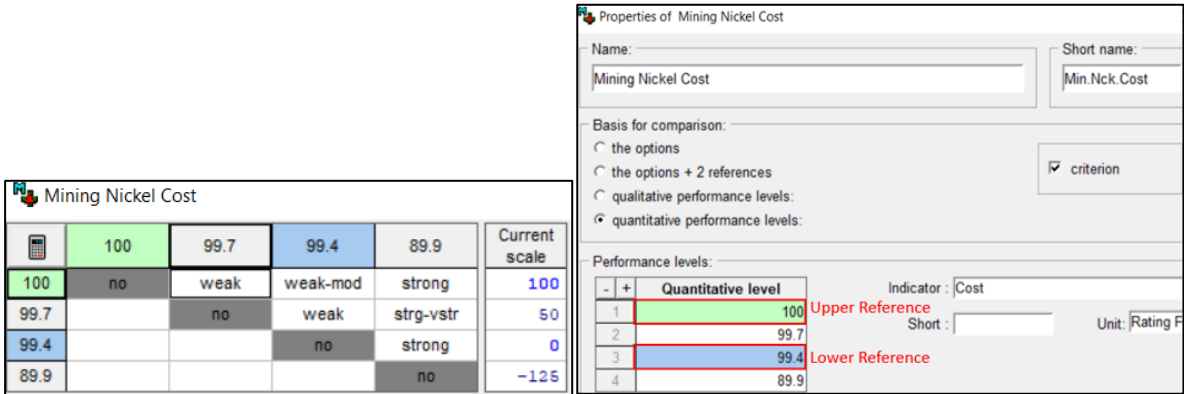 Mining Nickel Cost
100 99.7 99.4 89.9 Current scale
100 no weak weak-mod strong 100
99.7 no weak strg-vstr 50
99.4 no strong 0
89.9 no -125
Properties of Mining Nickel Cost
Name: Short name:
Mining Nickel Cost Min.Nck.Cost
Basis for comparison:
the options
the options + 2 references criterion
qualitative performance levels:
quantitative performance levels:
Performance levels:
- + Quantitative level Indicator : Cost
1 100 Upper Reference
Short : Unit: Rating F
2 99.7
3 99.4 Lower Reference
4 89.9